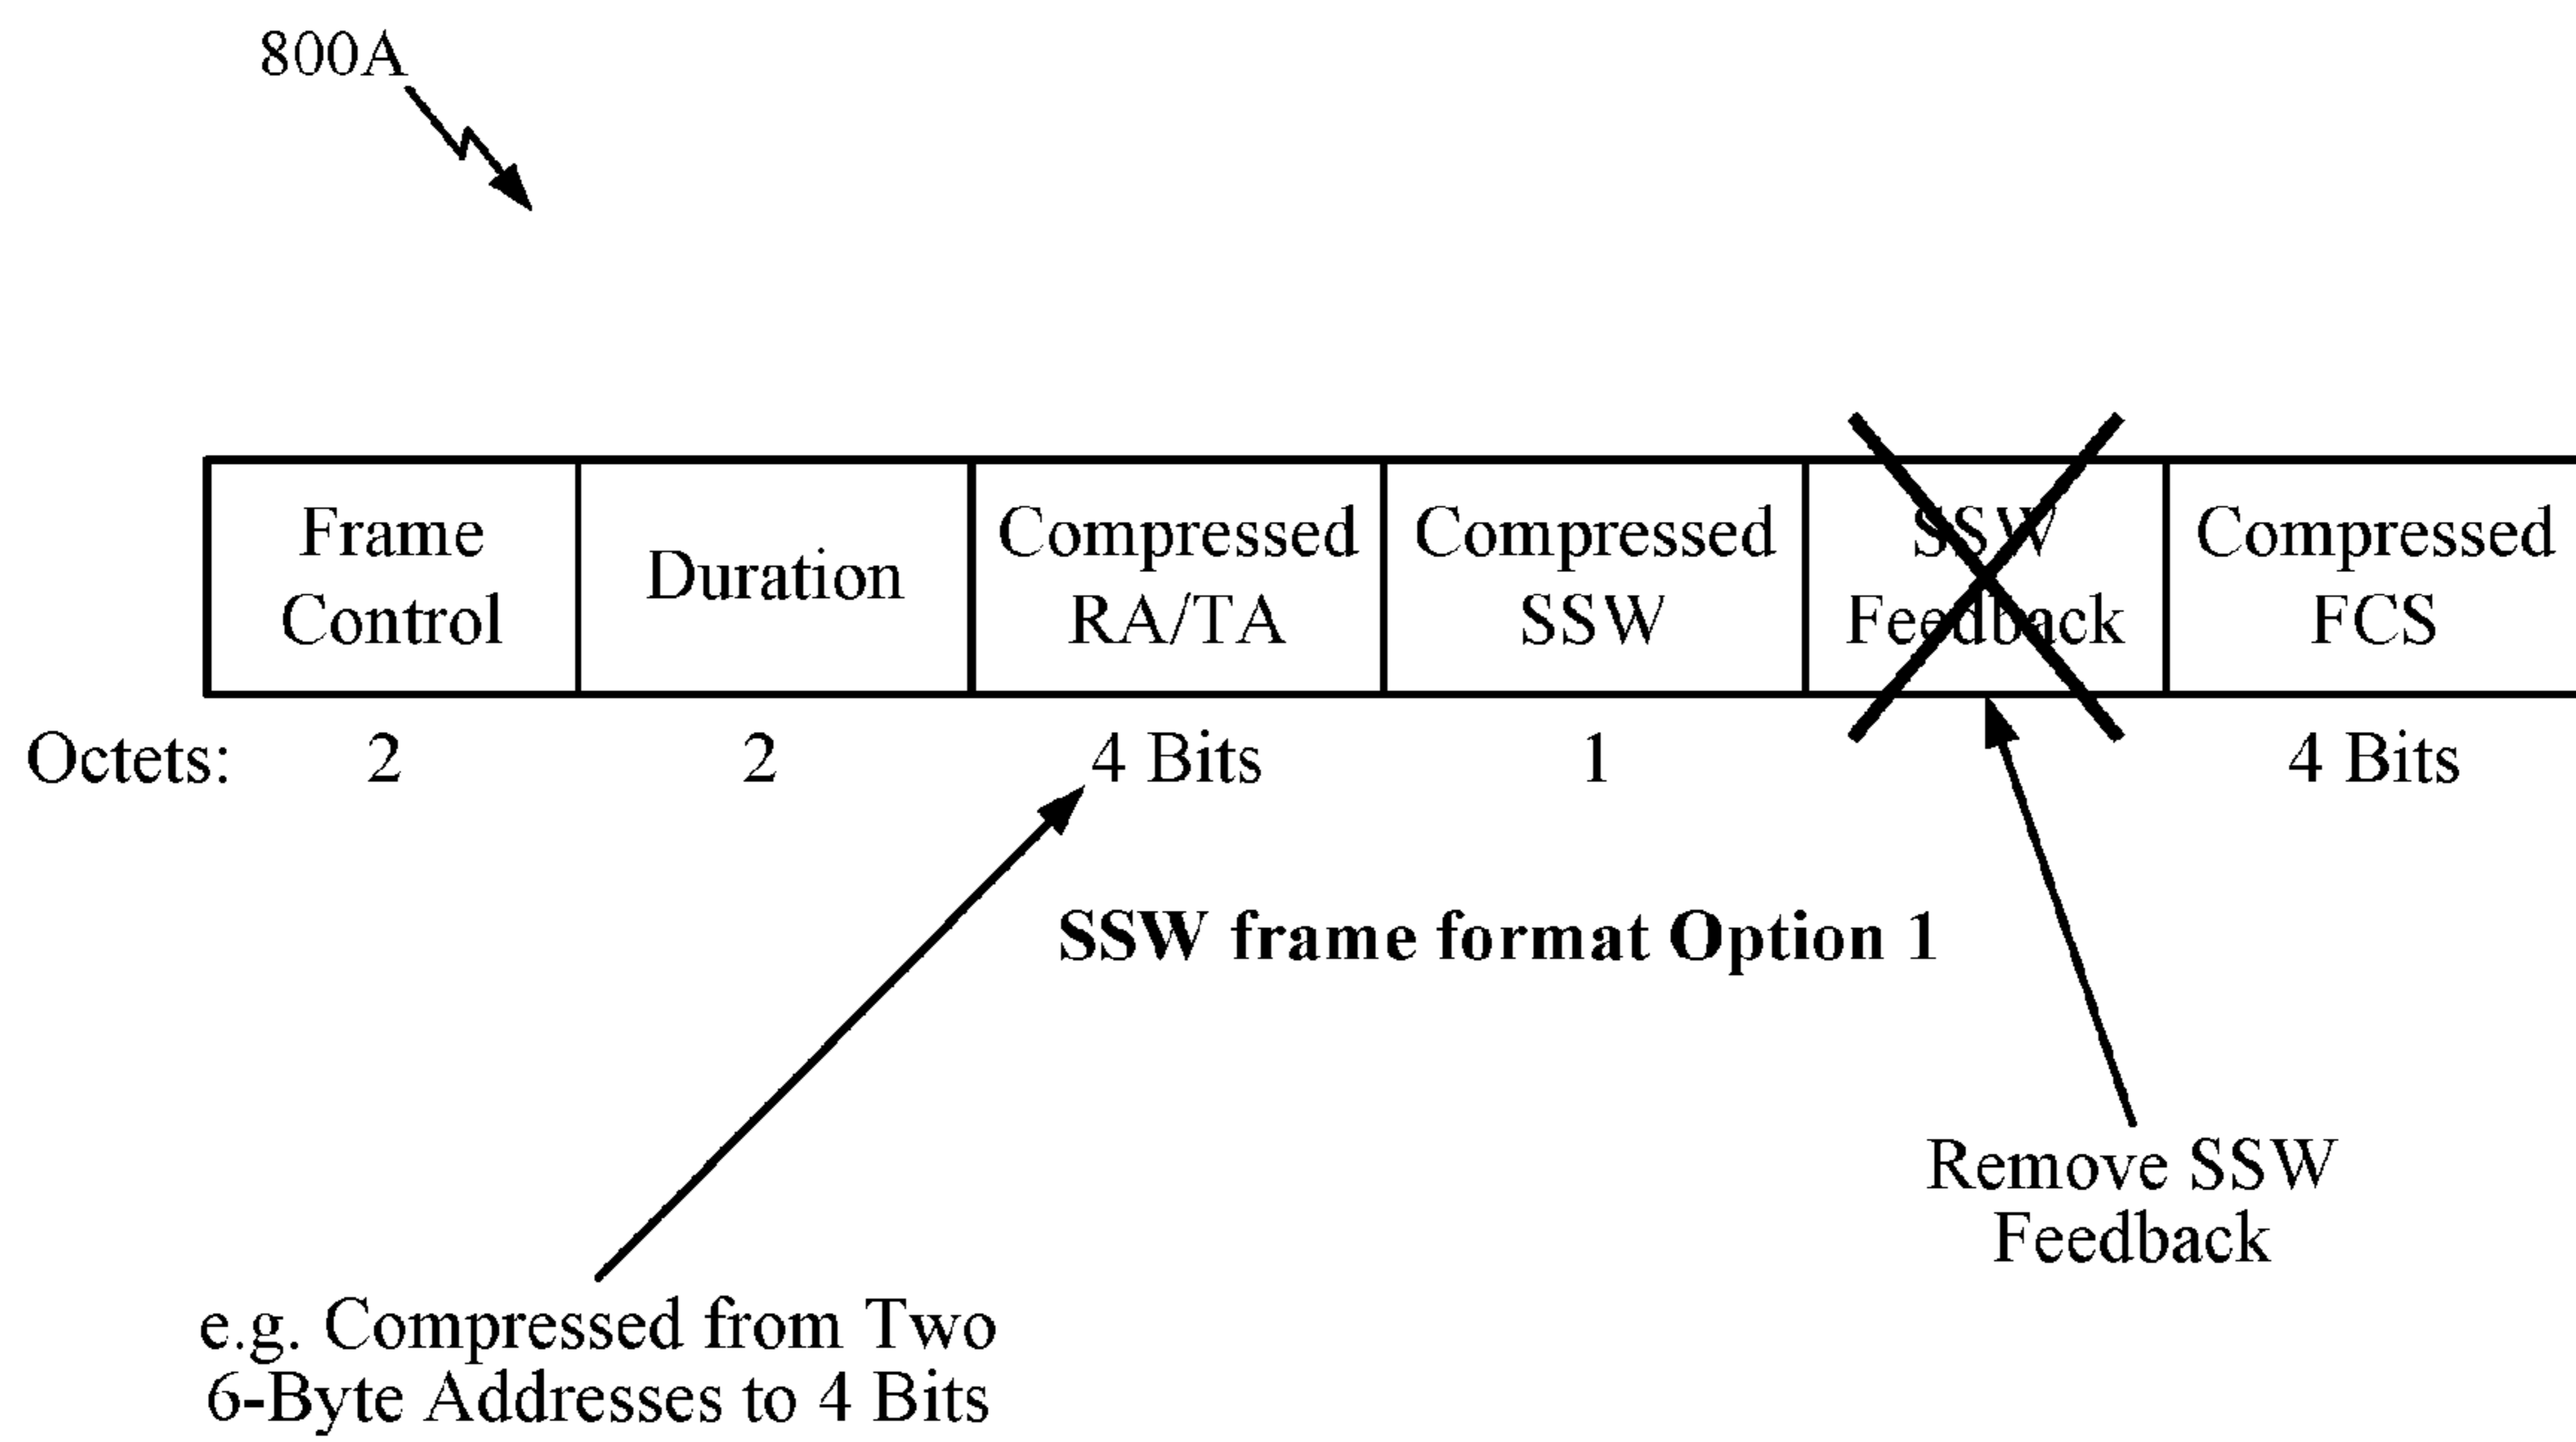 800A
Frame
Control
Duration
Compressed
RA/TA
Compressed
SSW
SSW
Feedback
Compressed
FCS
Octets:
2
2
4 Bits
1
4 Bits
SSW frame format Option 1
Remove SSW
Feedback
e.g. Compressed from Two
6-Byte Addresses to 4 Bits